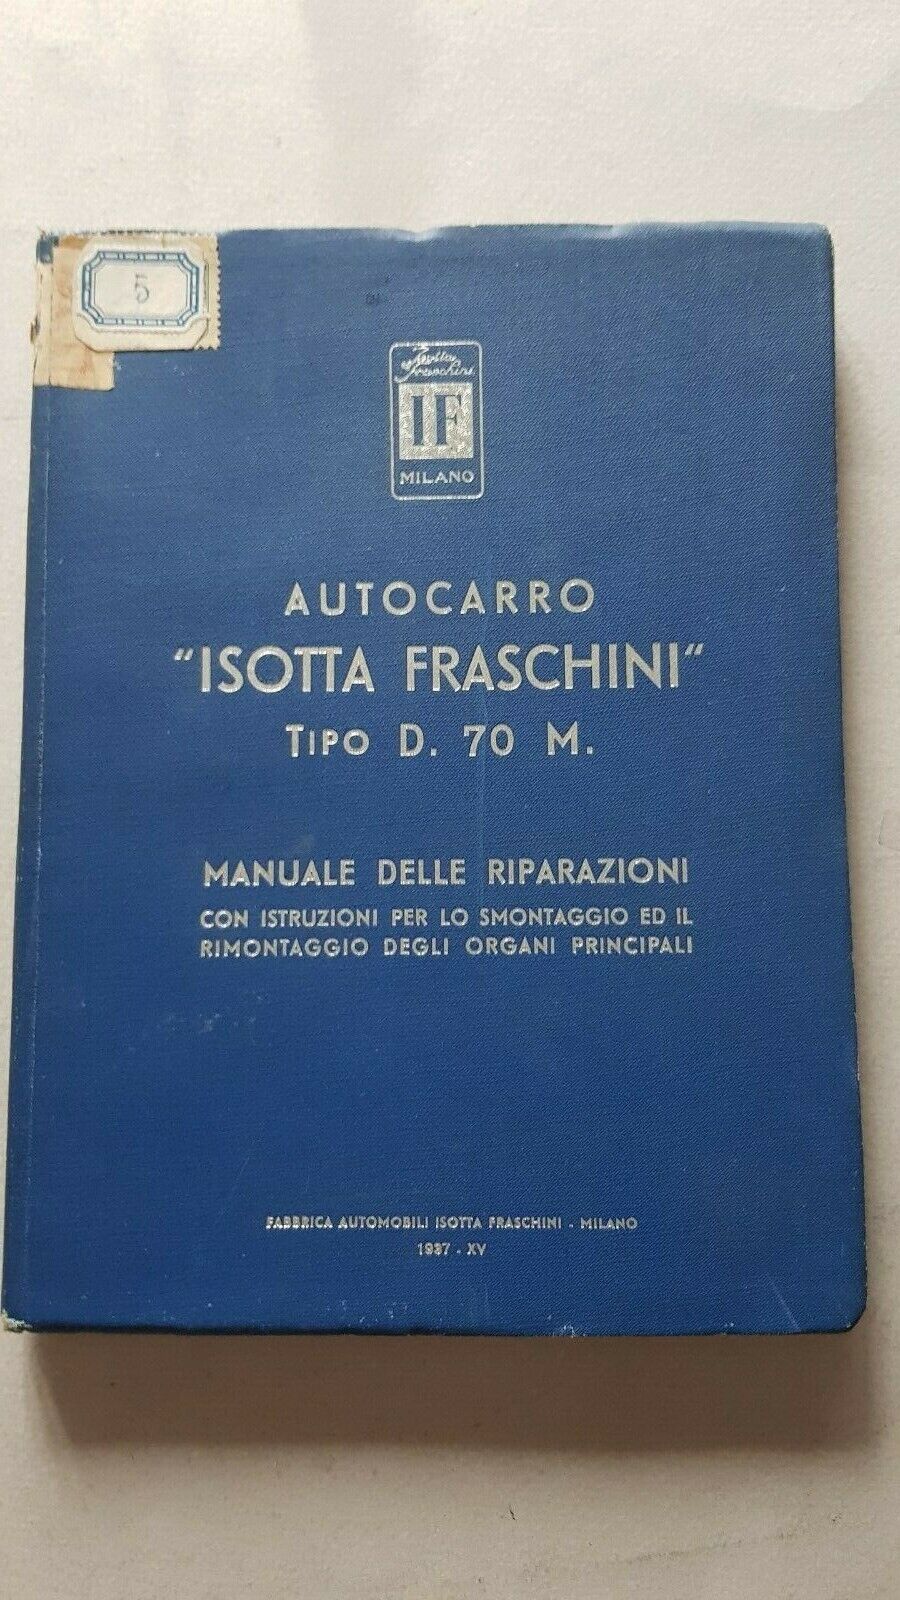 5
Isotta
Fraschini
IF
MILANO
AUTOCARRO
"ISOTTA FRASCHINI"
TIPO D. 70 M.
MANUALE DELLE RIPARAZIONI
CON ISTRUZIONI PER LO SMONTAGGIO ED IL
RIMONTAGGIO DEGLI ORGANI PRINCIPALI
FABBRICA AUTOMOBILI ISOTTA FRASCHINI - MILANO
1937 - XV